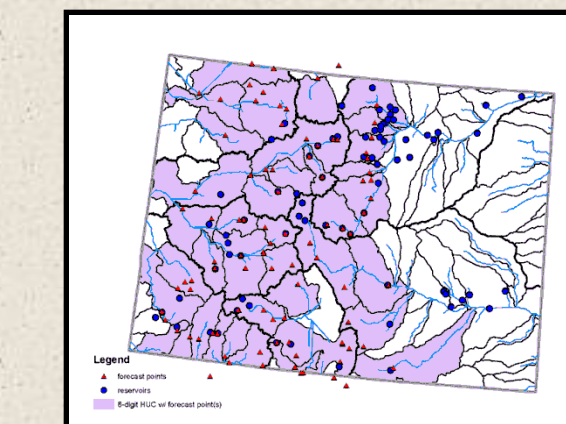 Legend
forecast points
reservoirs
8-digit HUC w/ forecast point(s)